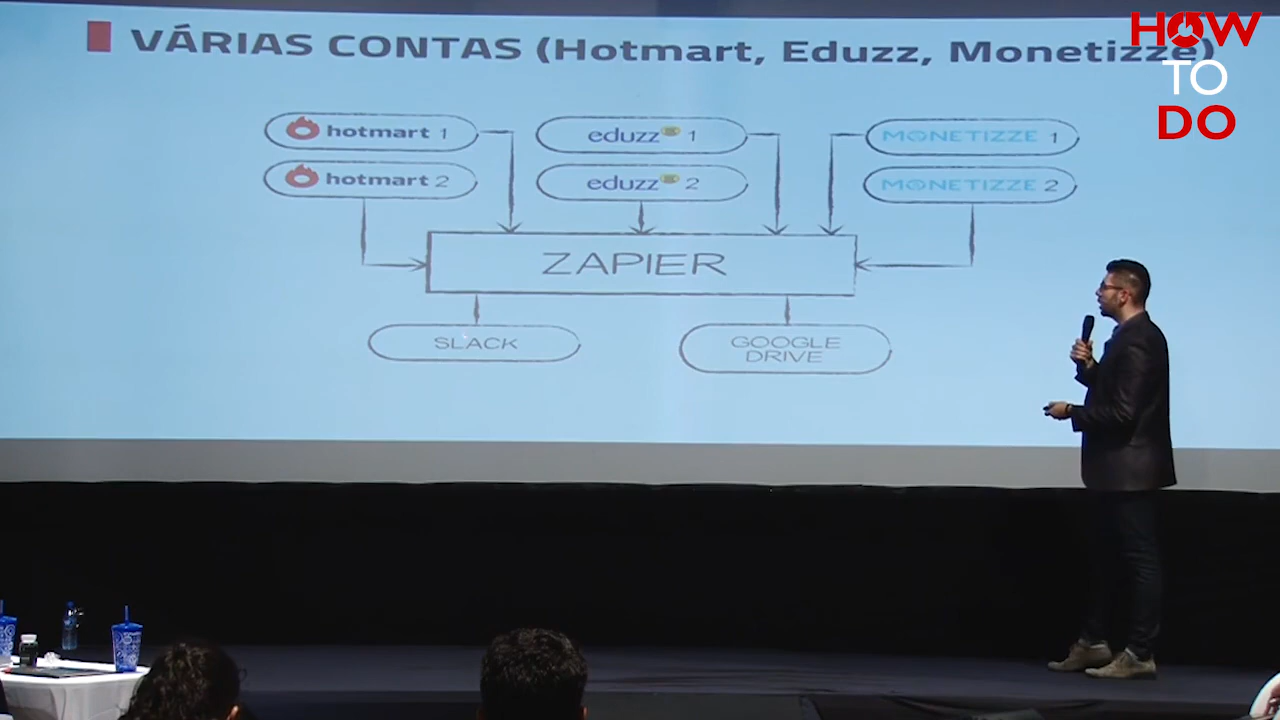 VÁRIAS CONTAS (Hotmart, Eduzz, Monetizze)
HOW
TO
DO
hotmart 1
eduzz 1
MONETIZZE 1
hotmart 2
eduzz 2
MONETIZZE 2
ZAPIER
SLACK
GOOGLE
DRIVE